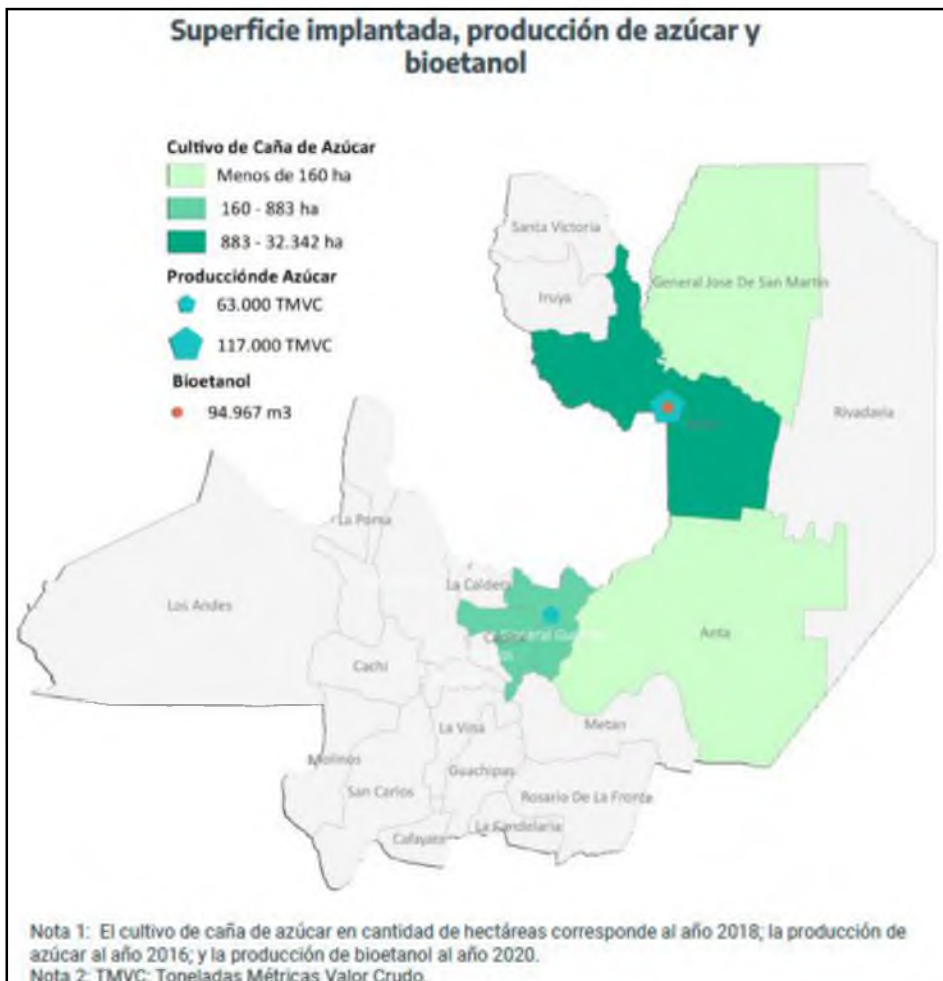 Superficie implantada, producción de azúcar y
bioetanol
Cultivo de Caña de Azúcar
Menos de 160 ha
160 - 883 ha
883 - 32.342 ha
Producciónde Azúcar
63.000 TMVC
117.000 TMVC
Bioetanol
94.967 m3
Santa Victoria
Iruya
General Jose De San Martin
Rivadavia
La Poma
La Caldera
Los Andes
General
Anta
Cachi
Metan
La Vina
Molinos
Guachipas
San Carlos
Rosario De La Fronte
La Candelaria
Cafayate
Nota 1: El cultivo de caña de azúcar en cantidad de hectáreas corresponde al año 2018; la producción de
azúcar al año 2016; y la producción de bioetanol al año 2020.
Nota 2: TMVC: Toneladas Métricas Valor Crudo.